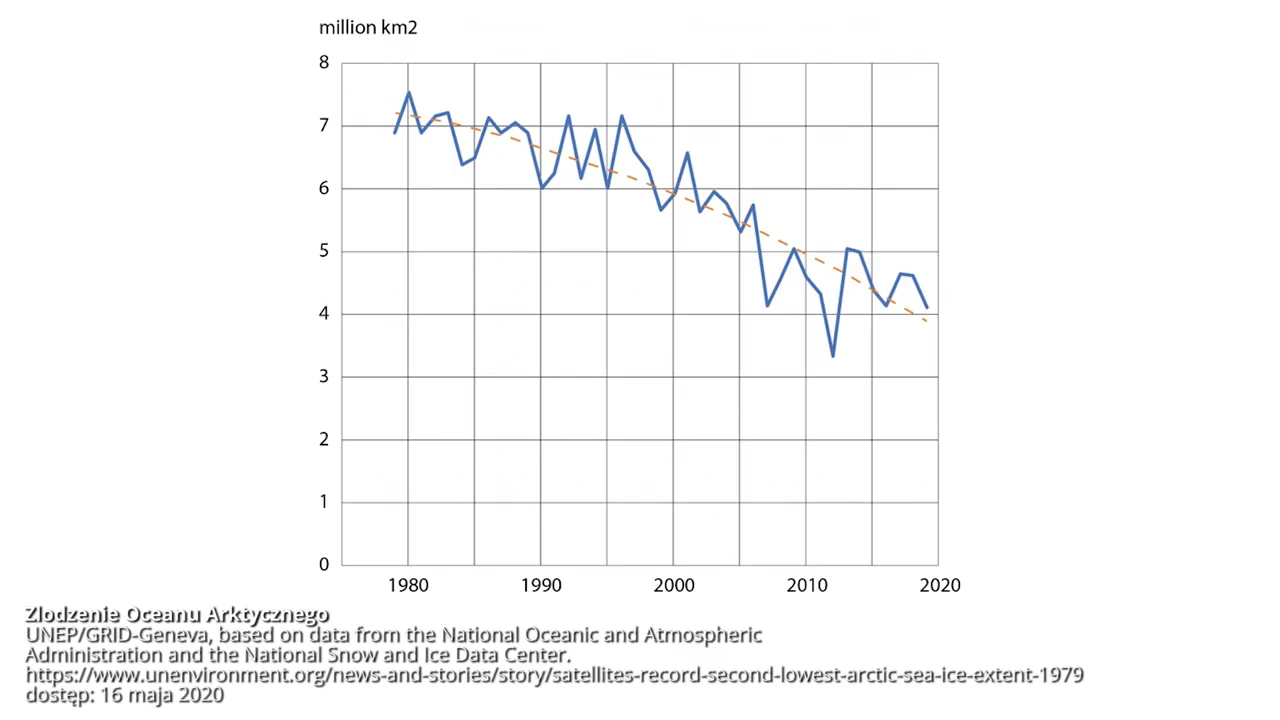 million km2
8
7
6
5
4
3
2
1
0
1980 1990 2000 2010 2020
Zlodzenie Oceanu Arktycznego
UNEP/GRID-Geneva, based on data from the National Oceanic and Atmospheric
Administration and the National Snow and Ice Data Center.
https://www.unenvironment.org/news-and-stories/story/satellites-record-second-lowest-arctic-sea-ice-extent-1979
dostęp: 16 maja 2020